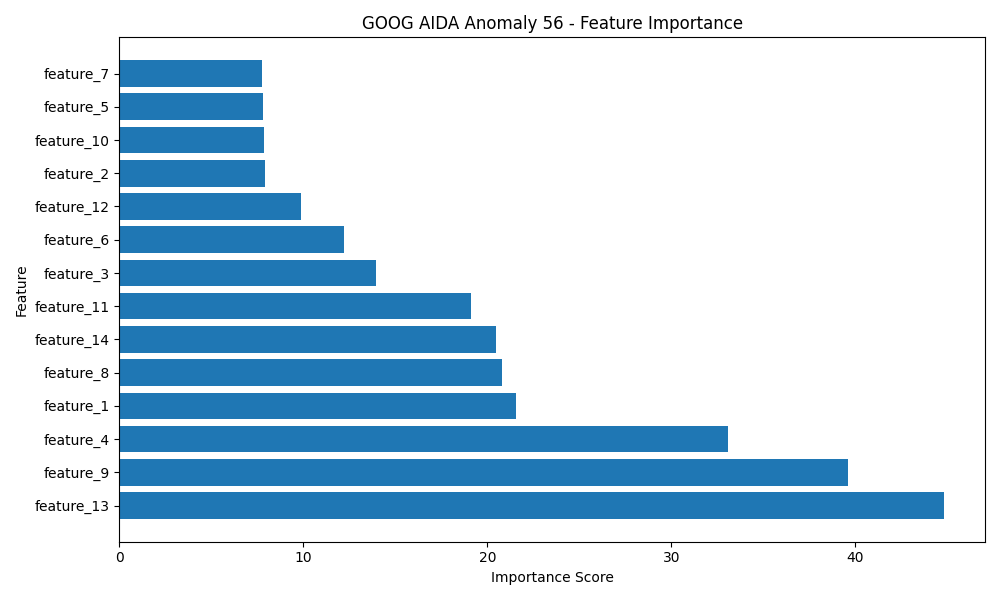 GOOG AIDA Anomaly 56 - Feature Importance
feature_7
feature_5
feature_10
feature_2
feature_12
feature_6
feature_3
feature_11
feature_14
feature_8
feature_1
feature_4
feature_9
feature_13
Feature
0 10 20 30 40
Importance Score